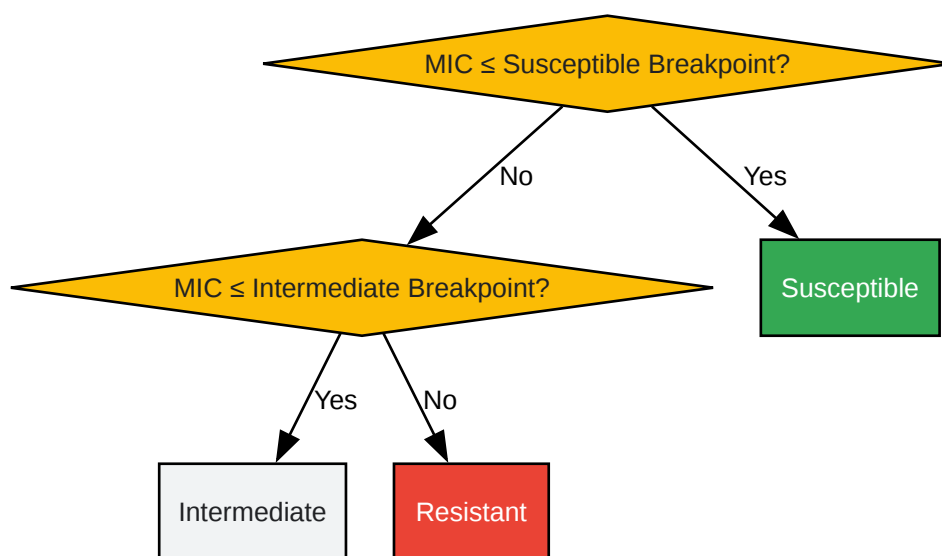 MIC ≤ Susceptible Breakpoint?
No
Yes
MIC ≤ Intermediate Breakpoint?
Susceptible
Yes
No
Intermediate
Resistant